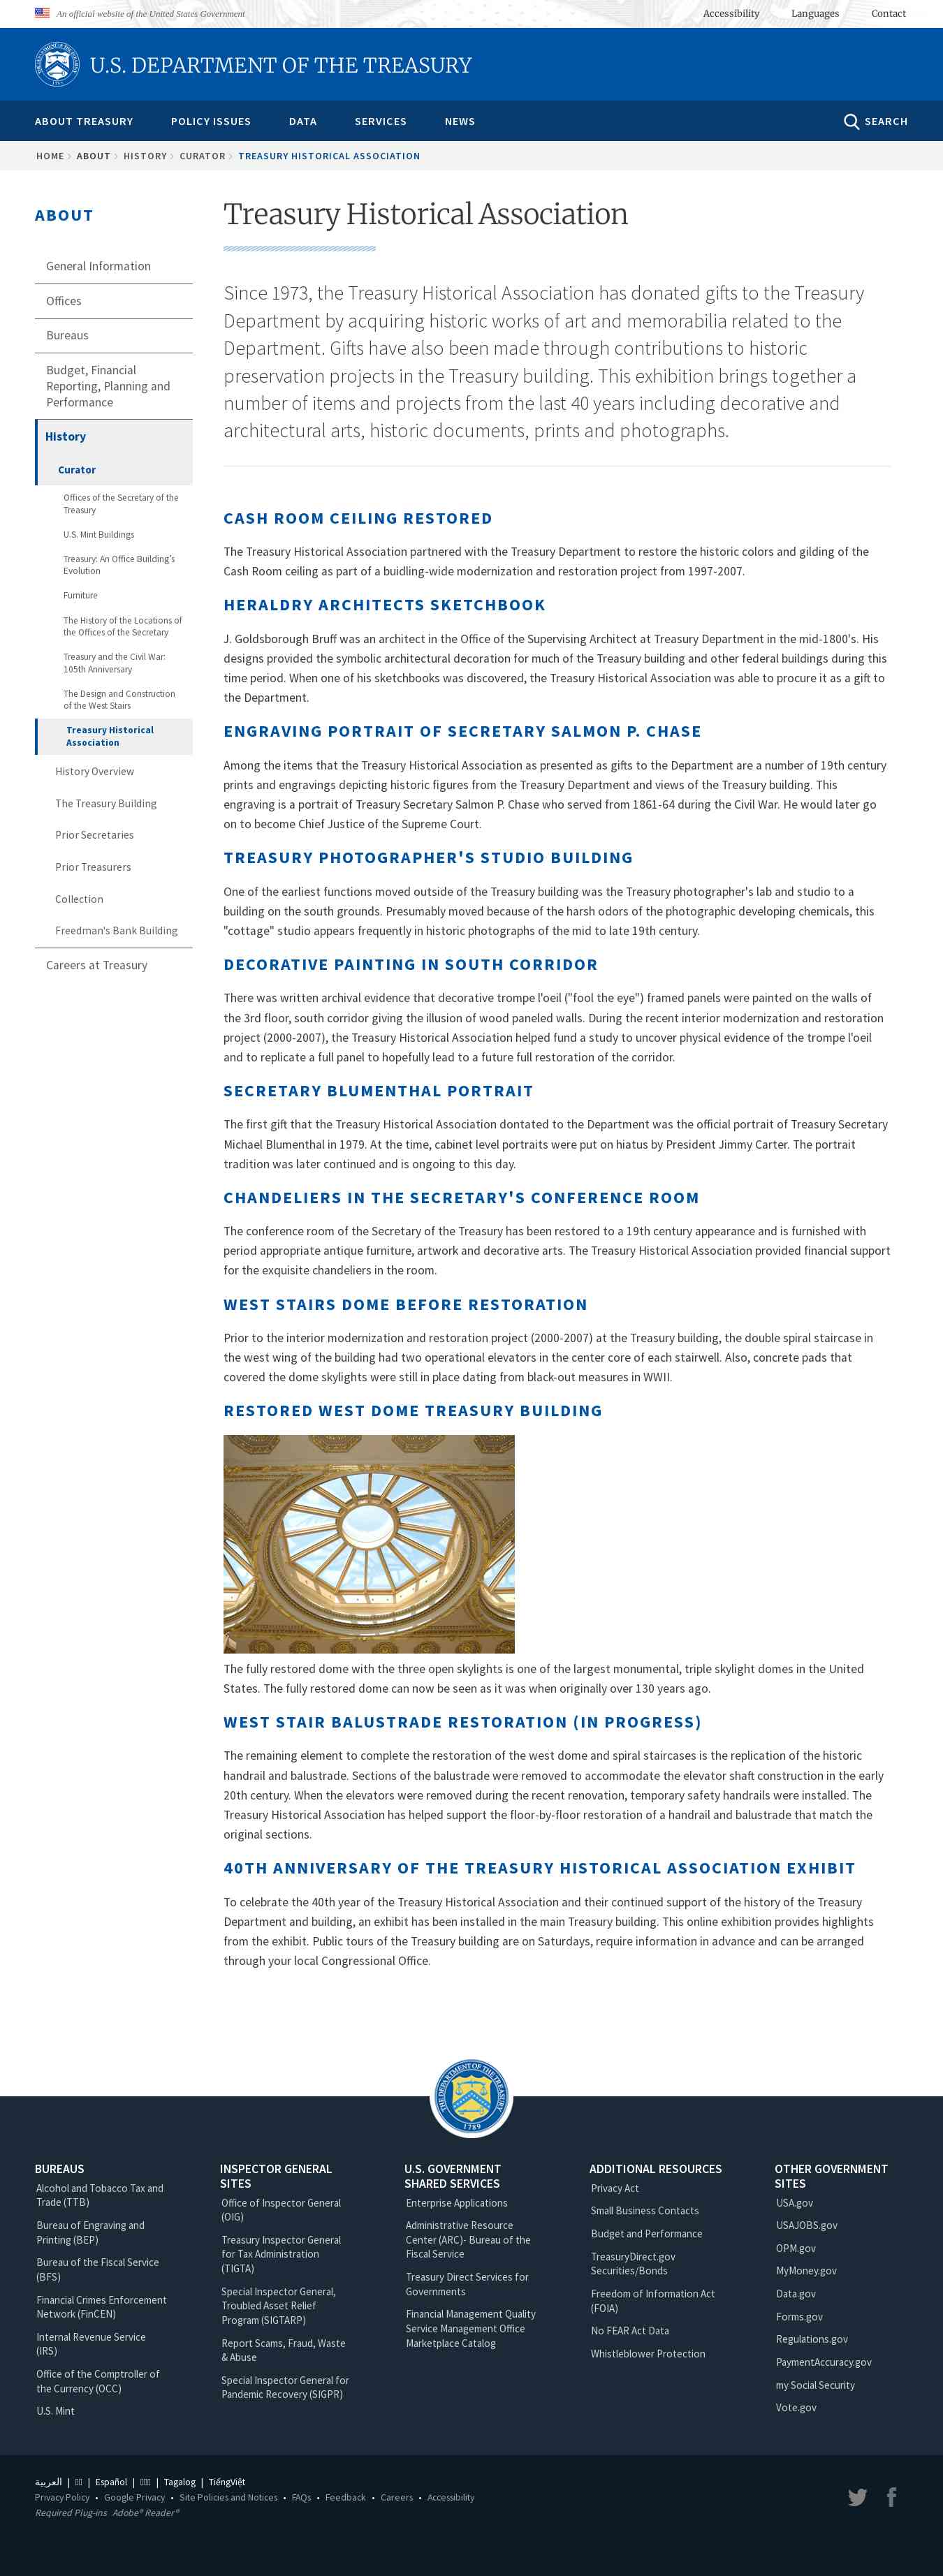 An official website of the United States Government
Accessibility
Languages
Contact
U.S. DEPARTMENT OF THE TREASURY
ABOUT TREASURY
POLICY ISSUES
DATA
SERVICES
NEWS
SEARCH
HOME
ABOUT
HISTORY
CURATOR
TREASURY HISTORICAL ASSOCIATION
ABOUT
General Information
Offices
Bureaus
Budget, Financial
Reporting, Planning and
Performance
History
Curator
Offices of the Secretary of the
Treasury
U.S. Mint Buildings
Treasury: An Office Building's
Evolution
Furniture
The History of the Locations of
the Offices of the Secretary
Treasury and the Civil War:
105th Anniversary
The Design and Construction
of the West Stairs
Treasury Historical
Association
History Overview
The Treasury Building
Prior Secretaries
Prior Treasurers
Collection
Freedman's Bank Building
Careers at Treasury
Treasury Historical Association
Since 1973, the Treasury Historical Association has donated gifts to the Treasury
Department by acquiring historic works of art and memorabilia related to the
Department. Gifts have also been made through contributions to historic
preservation projects in the Treasury building. This exhibition brings together a
number of items and projects from the last 40 years including decorative and
architectural arts, historic documents, prints and photographs.
CASH ROOM CEILING RESTORED
The Treasury Historical Association partnered with the Treasury Department to restore the historic colors and gilding of the
Cash Room ceiling as part of a buidling-wide modernization and restoration project from 1997-2007.
HERALDRY ARCHITECTS SKETCHBOOK
J. Goldsborough Bruff was an architect in the Office of the Supervising Architect at Treasury Department in the mid-1800's. His
designs provided the symbolic architectural decoration for much of the Treasury building and other federal buildings during this
time period. When one of his sketchbooks was discovered, the Treasury Historical Association was able to procure it as a gift to
the Department.
ENGRAVING PORTRAIT OF SECRETARY SALMON P. CHASE
Among the items that the Treasury Historical Association as presented as gifts to the Department are a number of 19th century
prints and engravings depicting historic figures from the Treasury Department and views of the Treasury building. This
engraving is a portrait of Treasury Secretary Salmon P. Chase who served from 1861-64 during the Civil War. He would later go
on to become Chief Justice of the Supreme Court.
TREASURY PHOTOGRAPHER'S STUDIO BUILDING
One of the earliest functions moved outside of the Treasury building was the Treasury photographer's lab and studio to a
building on the south grounds. Presumably moved because of the harsh odors of the photographic developing chemicals, this
"cottage" studio appears frequently in historic photographs of the mid to late 19th century.
DECORATIVE PAINTING IN SOUTH CORRIDOR
There was written archival evidence that decorative trompe l'oeil ("fool the eye") framed panels were painted on the walls of
the 3rd floor, south corridor giving the illusion of wood paneled walls. During the recent interior modernization and restoration
project (2000-2007), the Treasury Historical Association helped fund a study to uncover physical evidence of the trompe l'oeil
and to replicate a full panel to hopefully lead to a future full restoration of the corridor.
SECRETARY BLUMENTHAL PORTRAIT
The first gift that the Treasury Historical Association dontated to the Department was the official portrait of Treasury Secretary
Michael Blumenthal in 1979. At the time, cabinet level portraits were put on hiatus by President Jimmy Carter. The portrait
tradition was later continued and is ongoing to this day.
CHANDELIERS IN THE SECRETARY'S CONFERENCE ROOM
The conference room of the Secretary of the Treasury has been restored to a 19th century appearance and is furnished with
period appropriate antique furniture, artwork and decorative arts. The Treasury Historical Association provided financial support
for the exquisite chandeliers in the room.
WEST STAIRS DOME BEFORE RESTORATION
Prior to the interior modernization and restoration project (2000-2007) at the Treasury building, the double spiral staircase in
the west wing of the building had two operational elevators in the center core of each stairwell. Also, concrete pads that
covered the dome skylights were still in place dating from black-out measures in WWII.
RESTORED WEST DOME TREASURY BUILDING
The fully restored dome with the three open skylights is one of the largest monumental, triple skylight domes in the United
States. The fully restored dome can now be seen as it was when originally over 130 years ago.
WEST STAIR BALUSTRADE RESTORATION (IN PROGRESS)
The remaining element to complete the restoration of the west dome and spiral staircases is the replication of the historic
handrail and balustrade. Sections of the balustrade were removed to accommodate the elevator shaft construction in the early
20th century. When the elevators were removed during the recent renovation, temporary safety handrails were installed. The
Treasury Historical Association has helped support the floor-by-floor restoration of a handrail and balustrade that match the
original sections.
40TH ANNIVERSARY OF THE TREASURY HISTORICAL ASSOCIATION EXHIBIT
To celebrate the 40th year of the Treasury Historical Association and their continued support of the history of the Treasury
Department and building, an exhibit has been installed in the main Treasury building. This online exhibition provides highlights
from the exhibit. Public tours of the Treasury building are on Saturdays, require information in advance and can be arranged
through your local Congressional Office.
THE DEPARTMENT OF THE TREASURY
1789
BUREAUS
Alcohol and Tobacco Tax and
Trade (TTB)
Bureau of Engraving and
Printing (BEP)
Bureau of the Fiscal Service
(BFS)
Financial Crimes Enforcement
Network (FinCEN)
Internal Revenue Service
(IRS)
Office of the Comptroller of
the Currency (OCC)
U.S. Mint
INSPECTOR GENERAL
SITES
Office of Inspector General
(OIG)
Treasury Inspector General
for Tax Administration
(TIGTA)
Special Inspector General,
Troubled Asset Relief
Program (SIGTARP)
Report Scams, Fraud, Waste
& Abuse
Special Inspector General for
Pandemic Recovery (SIGPR)
U.S. GOVERNMENT
SHARED SERVICES
Enterprise Applications
Administrative Resource
Center (ARC)- Bureau of the
Fiscal Service
Treasury Direct Services for
Governments
Financial Management Quality
Service Management Office
Marketplace Catalog
ADDITIONAL RESOURCES
Privacy Act
Small Business Contacts
Budget and Performance
TreasuryDirect.gov
Securities/Bonds
Freedom of Information Act
(FOIA)
No FEAR Act Data
Whistleblower Protection
OTHER GOVERNMENT
SITES
USA.gov
USAJOBS.gov
OPM.gov
MyMoney.gov
Data.gov
Forms.gov
Regulations.gov
PaymentAccuracy.gov
my Social Security
Vote.gov
العربية | | Español | | Tagalog | TiếngViệt
Privacy Policy • Google Privacy • Site Policies and Notices • FAQs • Feedback • Careers • Accessibility
Required Plug-ins Adobe® Reader®